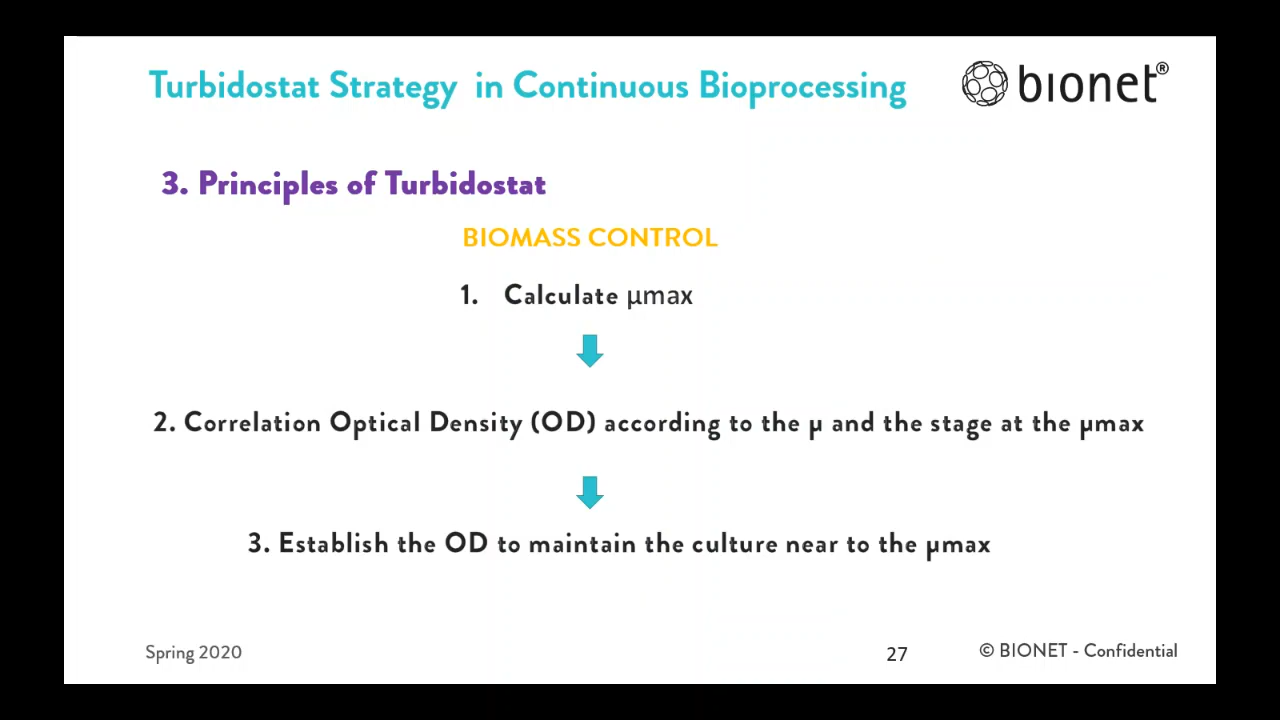 Turbidostat Strategy in Continuous Bioprocessing
bionet®
3. Principles of Turbidostat
BIOMASS CONTROL
1. Calculate µmax
2. Correlation Optical Density (OD) according to the µ and the stage at the µmax
3. Establish the OD to maintain the culture near to the µmax
Spring 2020
27
© BIONET - Confidential